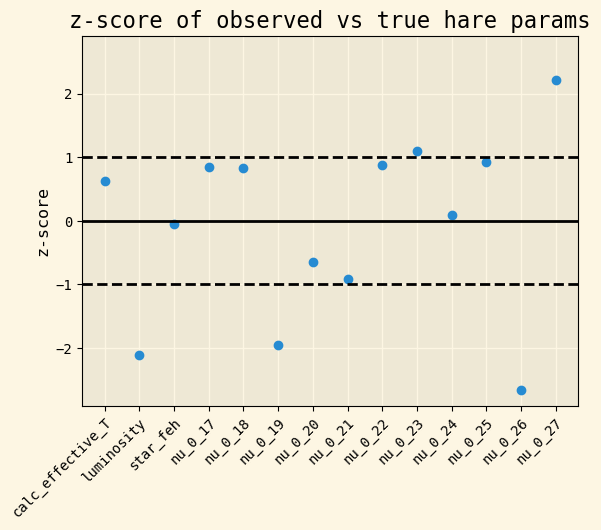 z-score of observed vs true hare params
z-score
2
1
0
−1
−2
calc_effective_T
luminosity
star_feh
nu_0_17
nu_0_18
nu_0_19
nu_0_20
nu_0_21
nu_0_22
nu_0_23
nu_0_24
nu_0_25
nu_0_26
nu_0_27